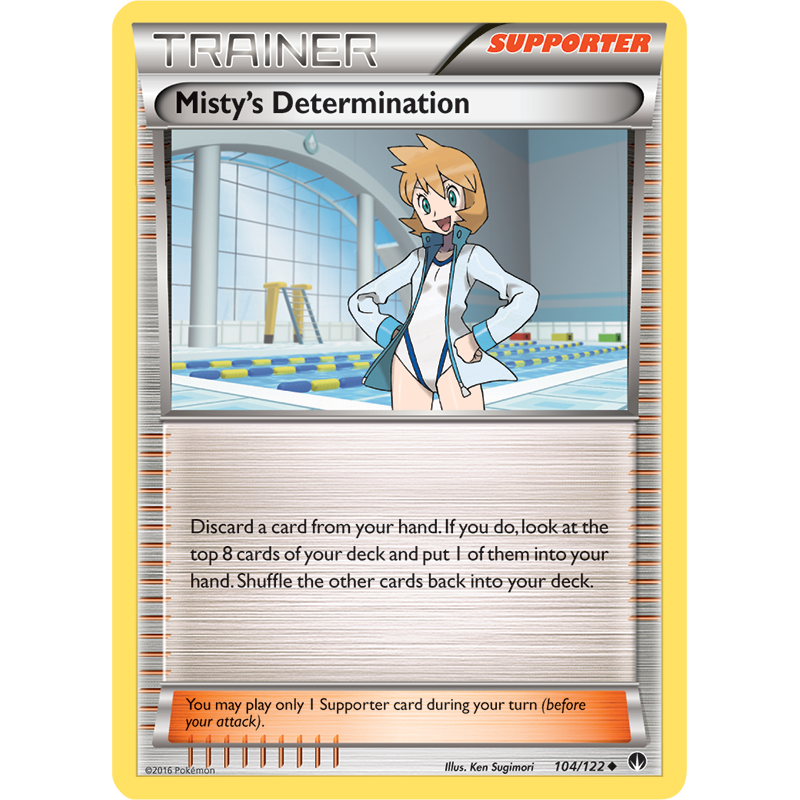 TRAINER
SUPPORTER
Misty's Determination
Discard a card from your hand. If you do, look at the
top 8 cards of your deck and put 1 of them into your
hand. Shuffle the other cards back into your deck.
You may play only 1 Supporter card during your turn (before
your attack).
©2016 Pokémon
Illus. Ken Sugimori
104/122